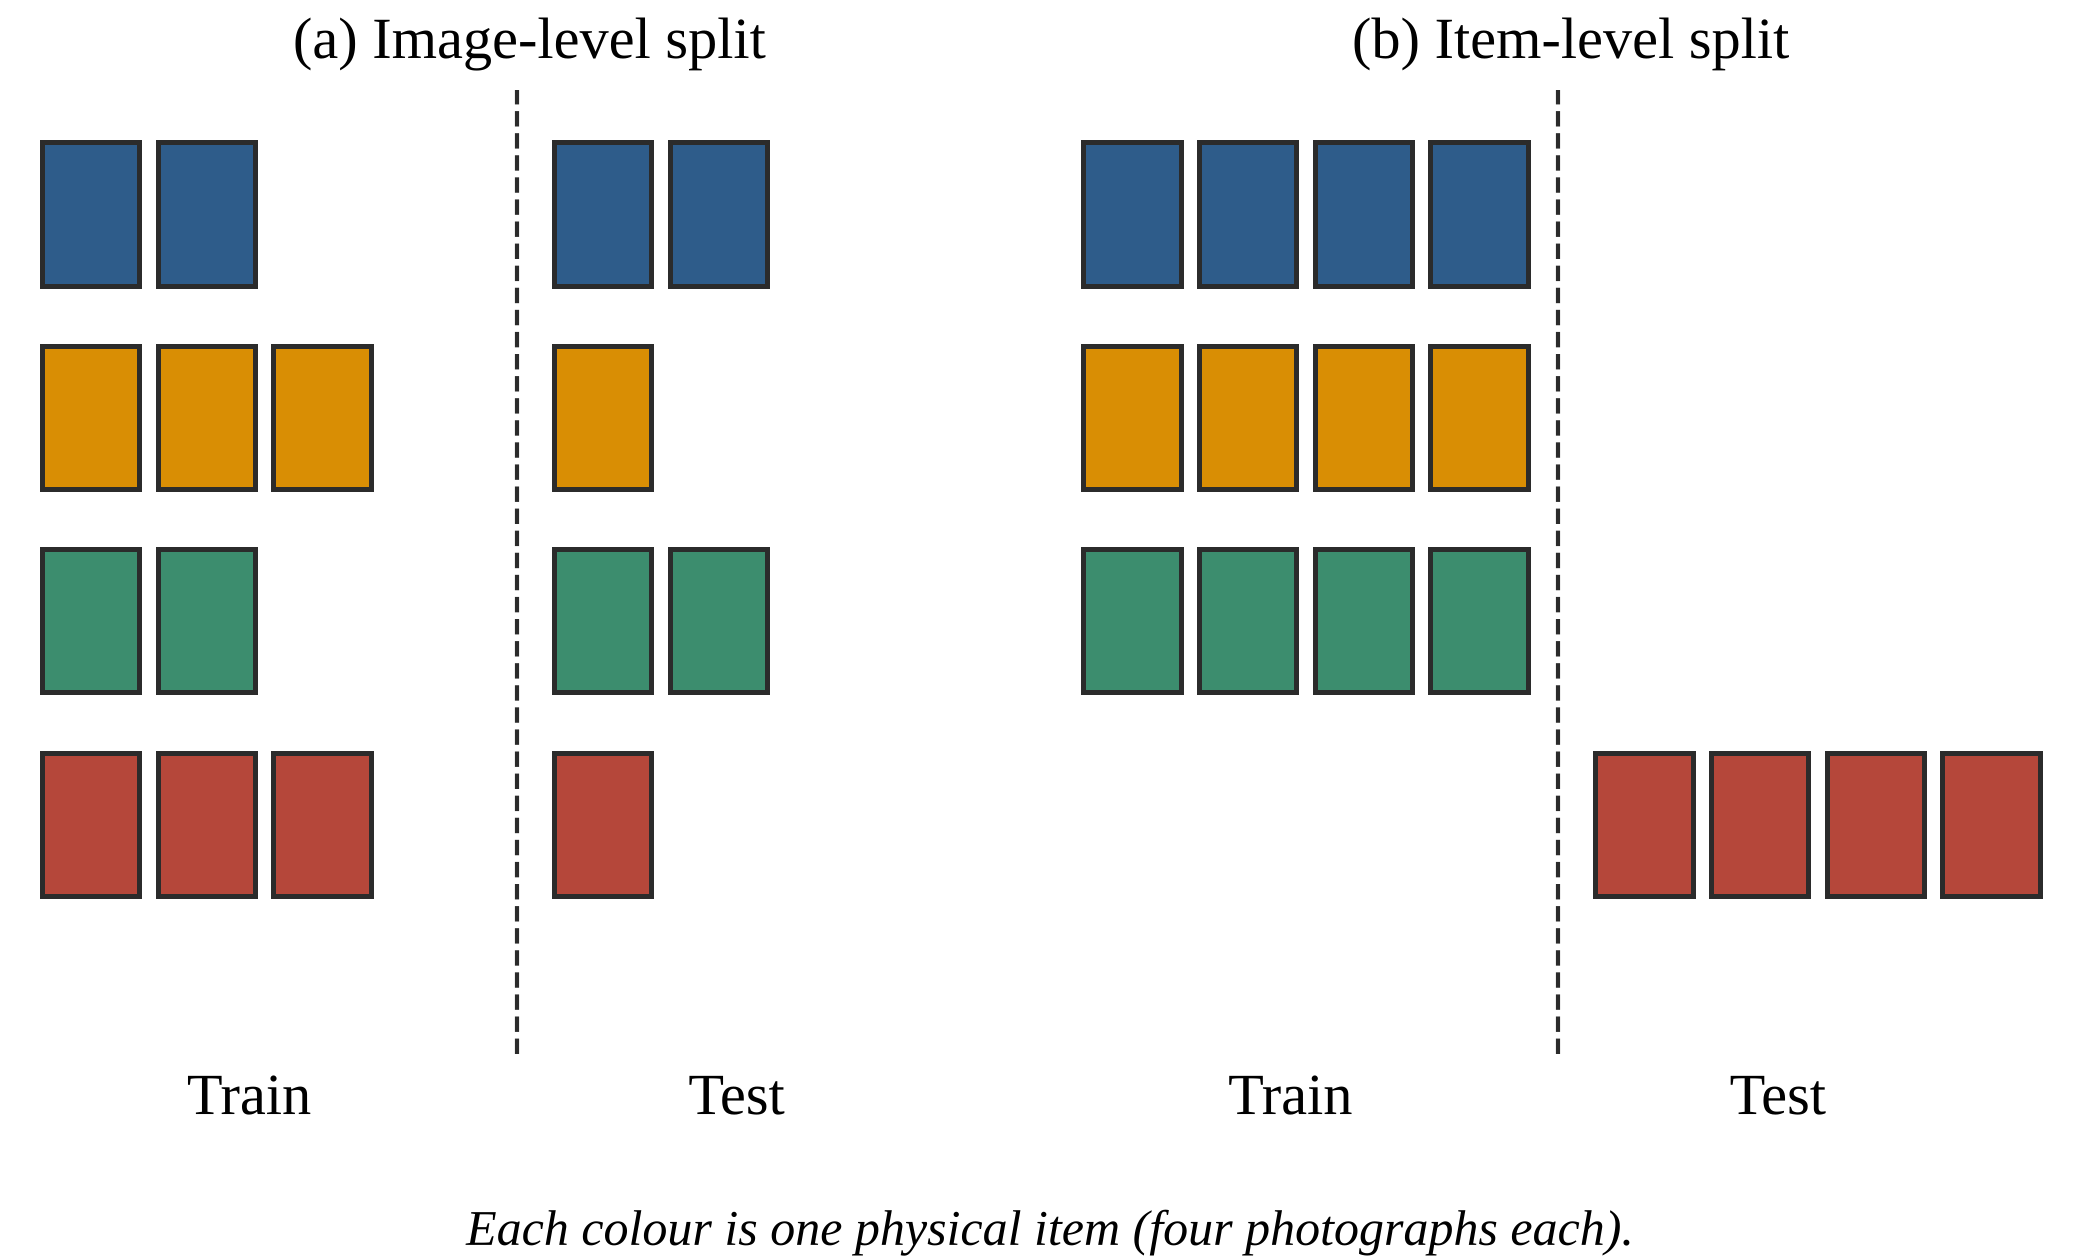 (a) Image-level split
(b) Item-level split
Train
Test
Train
Test
Each colour is one physical item (four photographs each).